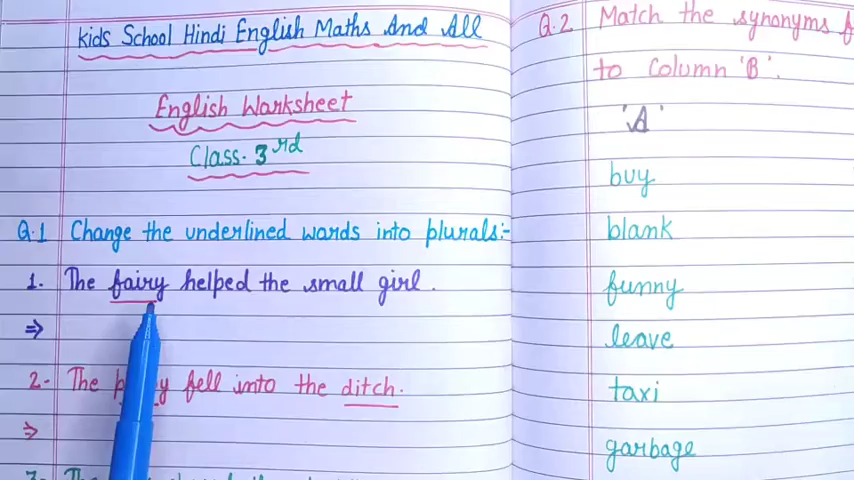 kids School Hindi English Maths And All
English Warksheet
Class. 3rd
Q.1 Change the underlined wards into plurals:-
1. The fairy helped the small girl.
⇒
2- The fell into the ditch.
⇒
Q.2 Match the synonyms
to Column 'B'.
'A'
buy
blank
funny
leave
taxi
garbage